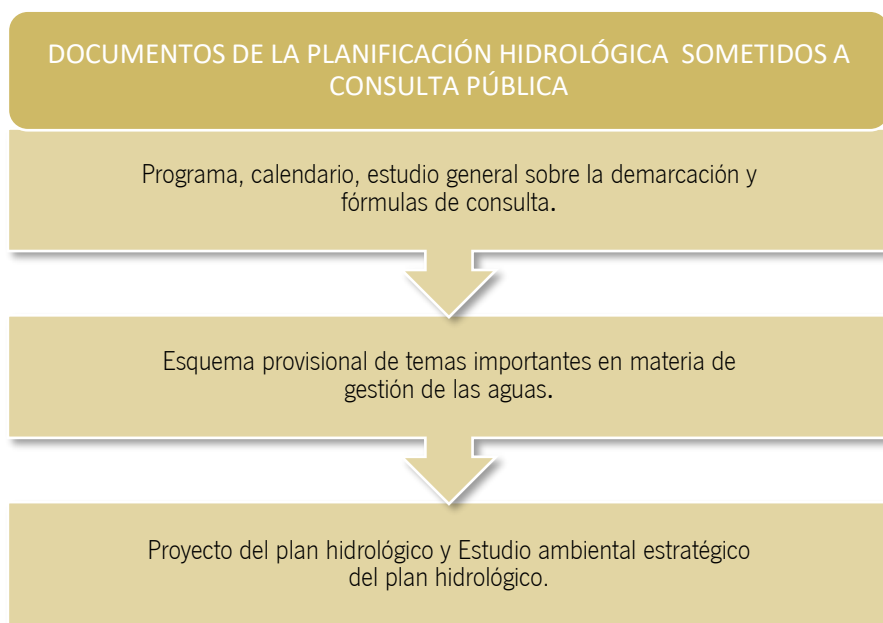 DOCUMENTOS DE LA PLANIFICACIÓN HIDROLÓGICA SOMETIDOS A
CONSULTA PÚBLICA
Programa, calendario, estudio general sobre la demarcación y
fórmulas de consulta.
Esquema provisional de temas importantes en materia de
gestión de las aguas.
Proyecto del plan hidrológico y Estudio ambiental estratégico
del plan hidrológico.